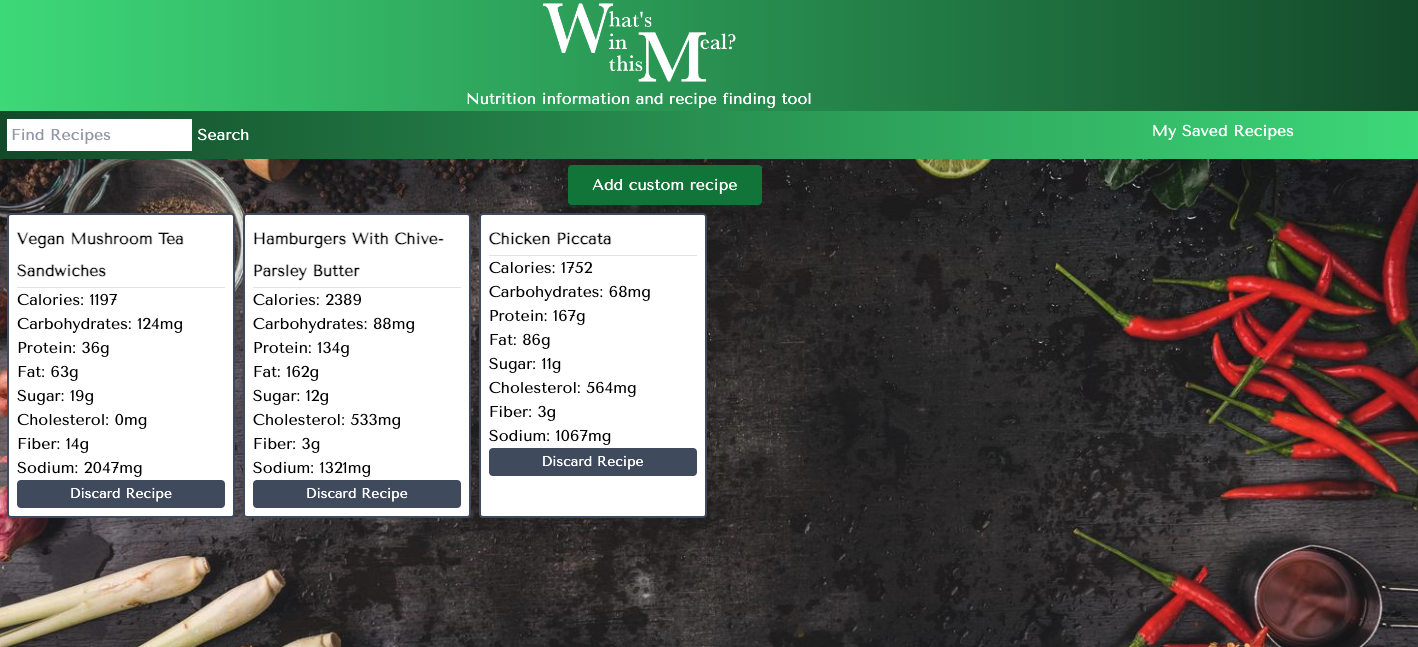 What's
in Meal?
this
Nutrition information and recipe finding tool
Find Recipes Search My Saved Recipes
Add custom recipe
Vegan Mushroom Tea
Sandwiches
Calories: 1197
Carbohydrates: 124mg
Protein: 36g
Fat: 63g
Sugar: 19g
Cholesterol: 0mg
Fiber: 14g
Sodium: 2047mg
Discard Recipe
Hamburgers With Chive-
Parsley Butter
Calories: 2389
Carbohydrates: 88mg
Protein: 134g
Fat: 162g
Sugar: 12g
Cholesterol: 533mg
Fiber: 3g
Sodium: 1321mg
Discard Recipe
Chicken Piccata
Calories: 1752
Carbohydrates: 68mg
Protein: 167g
Fat: 86g
Sugar: 11g
Cholesterol: 564mg
Fiber: 3g
Sodium: 1067mg
Discard Recipe